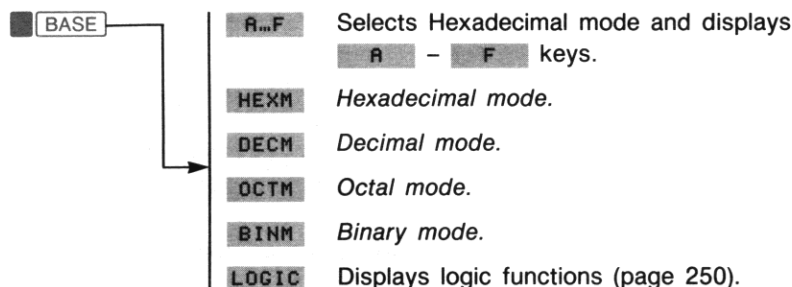 BASE
A…F Selects Hexadecimal mode and displays
A – F keys.
HEXM Hexadecimal mode.
DECM Decimal mode.
OCTM Octal mode.
BINM Binary mode.
LOGIC Displays logic functions (page 250).